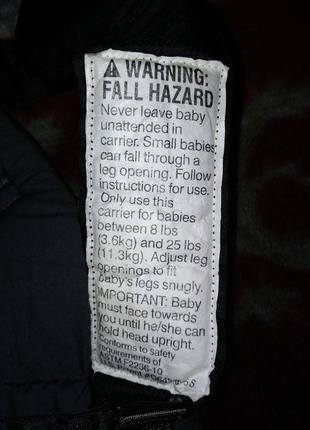 ⚠ WARNING:
FALL HAZARD
Never leave baby
unattended in
carrier. Small babies
can fall through a
leg opening. Follow
instructions for use.
Only use this
carrier for babies
between 8 lbs
(3.6kg) and 25 lbs
(11.3kg). Adjust leg
openings to fit
baby's legs snugly.
IMPORTANT: Baby
must face towards
you until he/she can
hold head upright.
conforms to safety
requirements of
ASTM F2236-10